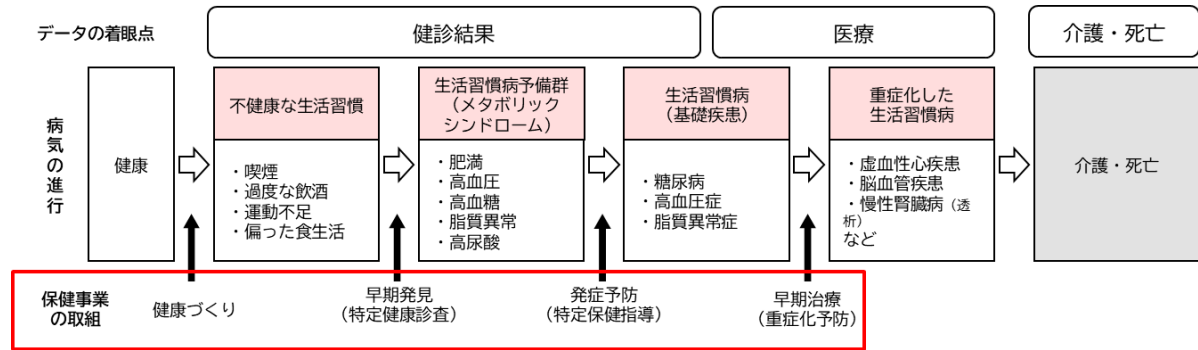 データの着眼点
健診結果
医療
介護・死亡
病気の進行
健康
不健康な生活習慣
・喫煙
・過度な飲酒
・運動不足
・偏った食生活
生活習慣病予備群
（メタボリック
シンドローム）
・肥満
・高血圧
・高血糖
・脂質異常
・高尿酸
生活習慣病
（基礎疾患）
・糖尿病
・高血圧症
・脂質異常症
重症化した
生活習慣病
・虚血性心疾患
・脳血管疾患
・慢性腎臓病（透
析）
など
介護・死亡
保健事業
の取組
健康づくり
早期発見
（特定健康診査）
発症予防
（特定保健指導）
早期治療
（重症化予防）